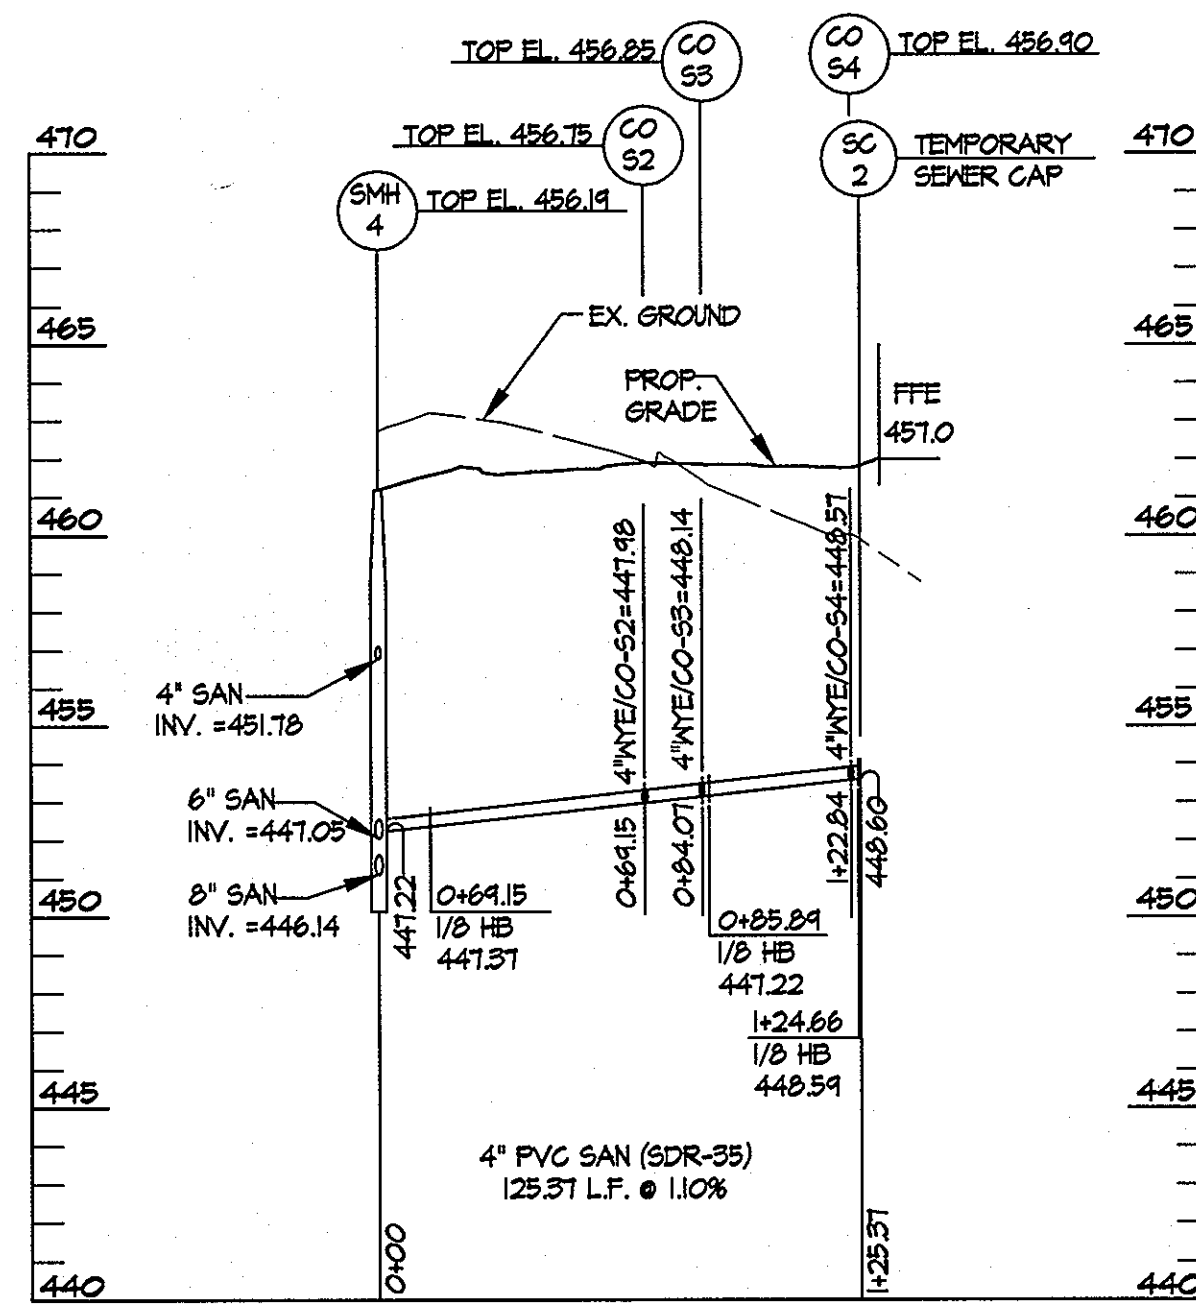 TOP EL. 456.85
CO
S3
CO
S4
TOP EL. 456.90
TOP EL. 456.75
CO
S2
SC
2
TEMPORARY
SEWER CAP
470
470
SMH
4
TOP EL. 456.19
EX. GROUND
465
465
PROP.
GRADE
FFE
457.0
460
460
4" SAN
INV. =451.78
455
455
6" SAN
INV. =447.05
8" SAN
INV. =446.14
450
450
447.22
0+69.15
1/8 HB
447.37
0+69.15 4"WYE/CO-S2=447.98
0+84.07 4"WYE/CO-S3=448.14
1+22.84 4"WYE/CO-S4=448.57
448.60
0+85.89
1/8 HB
447.22
1+24.66
1/8 HB
448.59
445
445
4" PVC SAN (SDR-35)
125.37 L.F. @ 1.10%
0+00
1+25.37
440
440